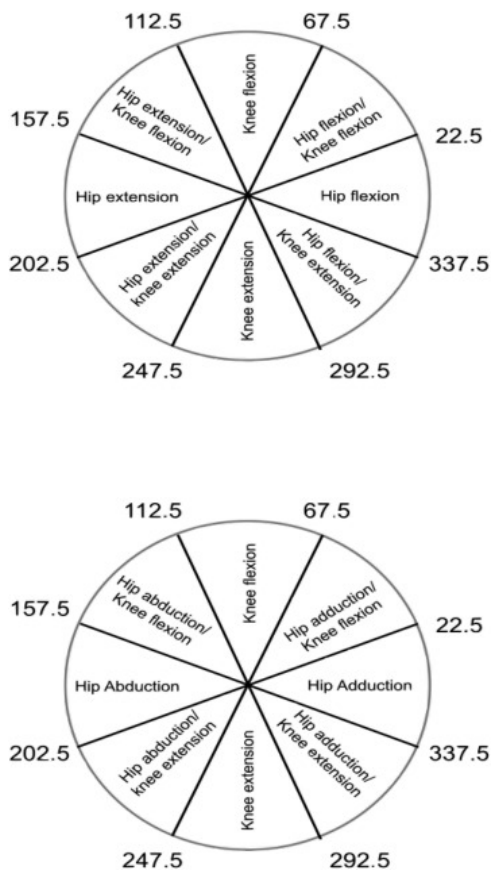 112.5
67.5
Knee flexion
Hip extension/
Knee flexion
Hip flexion/
Knee flexion
157.5
22.5
Hip extension
Hip flexion
202.5
337.5
Hip extension/
knee extension
Knee extension
Hip flexion/
Knee extension
247.5
292.5
112.5
67.5
Knee flexion
Hip abduction/
Knee flexion
Hip adduction/
Knee flexion
157.5
22.5
Hip Abduction
Hip Adduction
202.5
337.5
Hip abduction/
knee extension
Knee extension
Hip adduction/
Knee extension
247.5
292.5